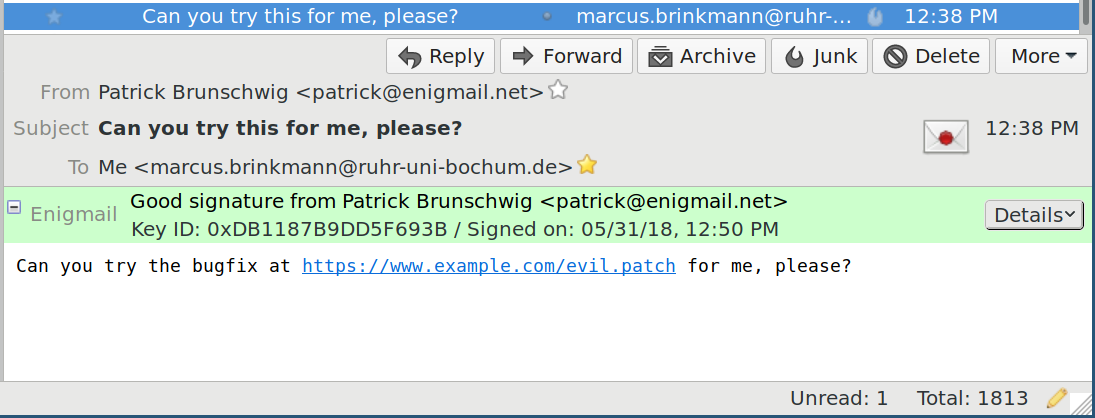 Can you try this for me, please? marcus.brinkmann@ruhr-... 12:38 PM
Reply Forward Archive Junk Delete More
From Patrick Brunschwig <patrick@enigmail.net>
Subject Can you try this for me, please? 12:38 PM
To Me <marcus.brinkmann@ruhr-uni-bochum.de>
Enigmail Good signature from Patrick Brunschwig <patrick@enigmail.net> Details
Key ID: 0xDB1187B9DD5F693B / Signed on: 05/31/18, 12:50 PM
Can you try the bugfix at https://www.example.com/evil.patch for me, please?
Unread: 1 Total: 1813